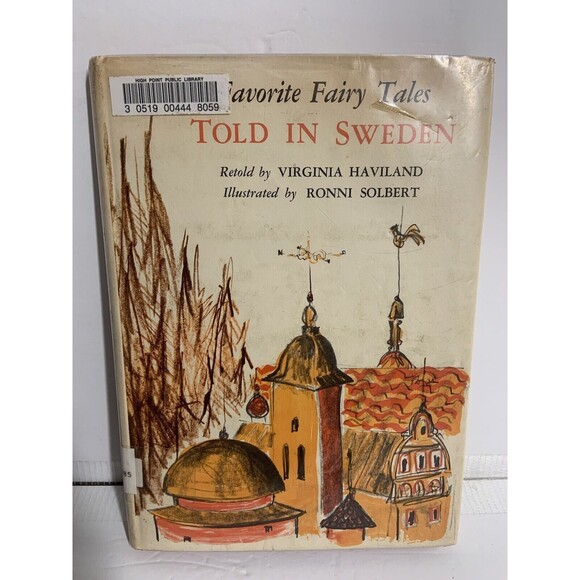 HIGH POINT PUBLIC LIBRARY
3 0519 00444 8059
Favorite Fairy Tales
TOLD IN SWEDEN
Retold by VIRGINIA HAVILAND
Illustrated by RONNI SOLBERT